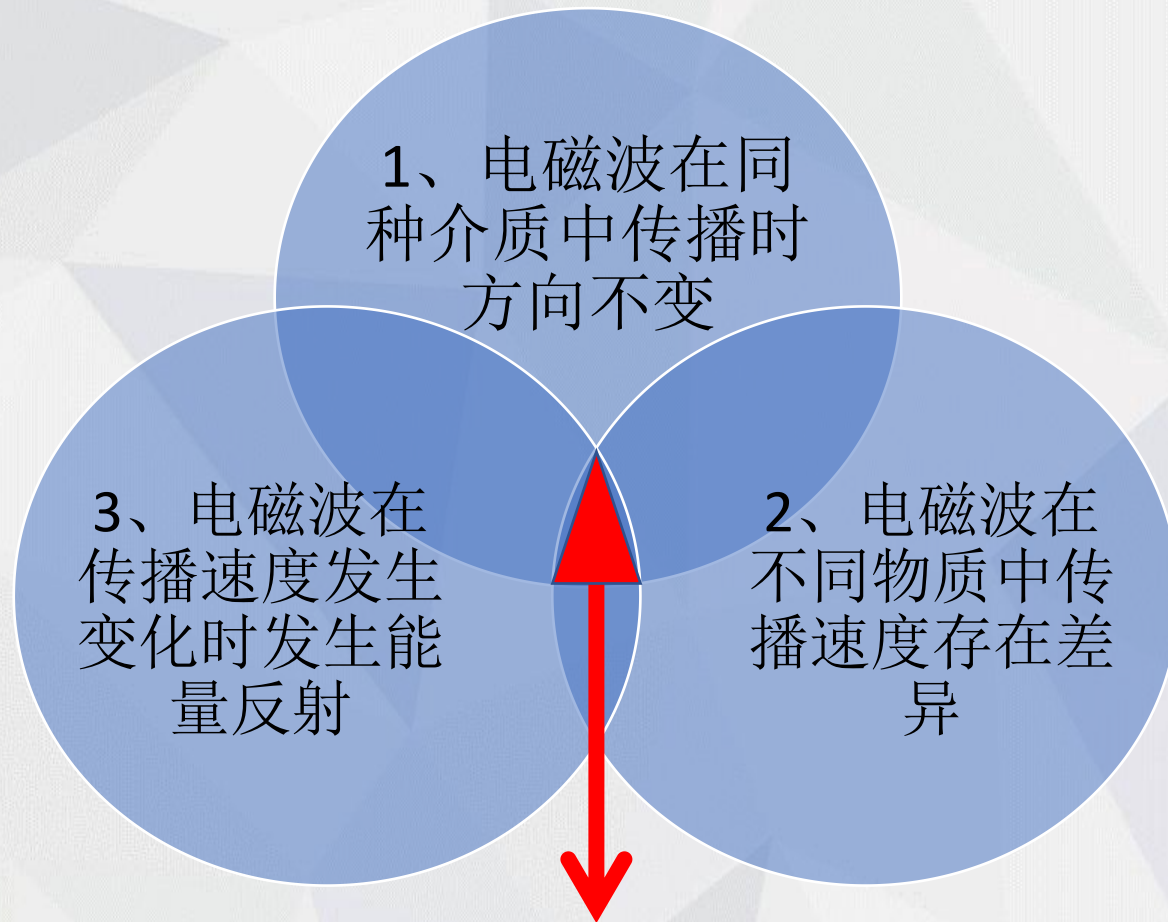 1、电磁波在同
种介质中传播时
方向不变
3、电磁波在
传播速度发生
变化时发生能
量反射
2、电磁波在
不同物质中传
播速度存在差
异